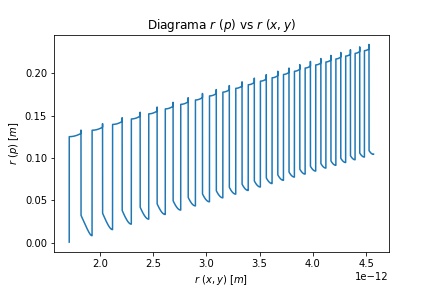 Diagrama r (p) vs r (x, y)
r (p) [m]
0.20
0.15
0.10
0.05
0.00
2.0 2.5 3.0 3.5 4.0 4.5
1e−12
r (x, y) [m]